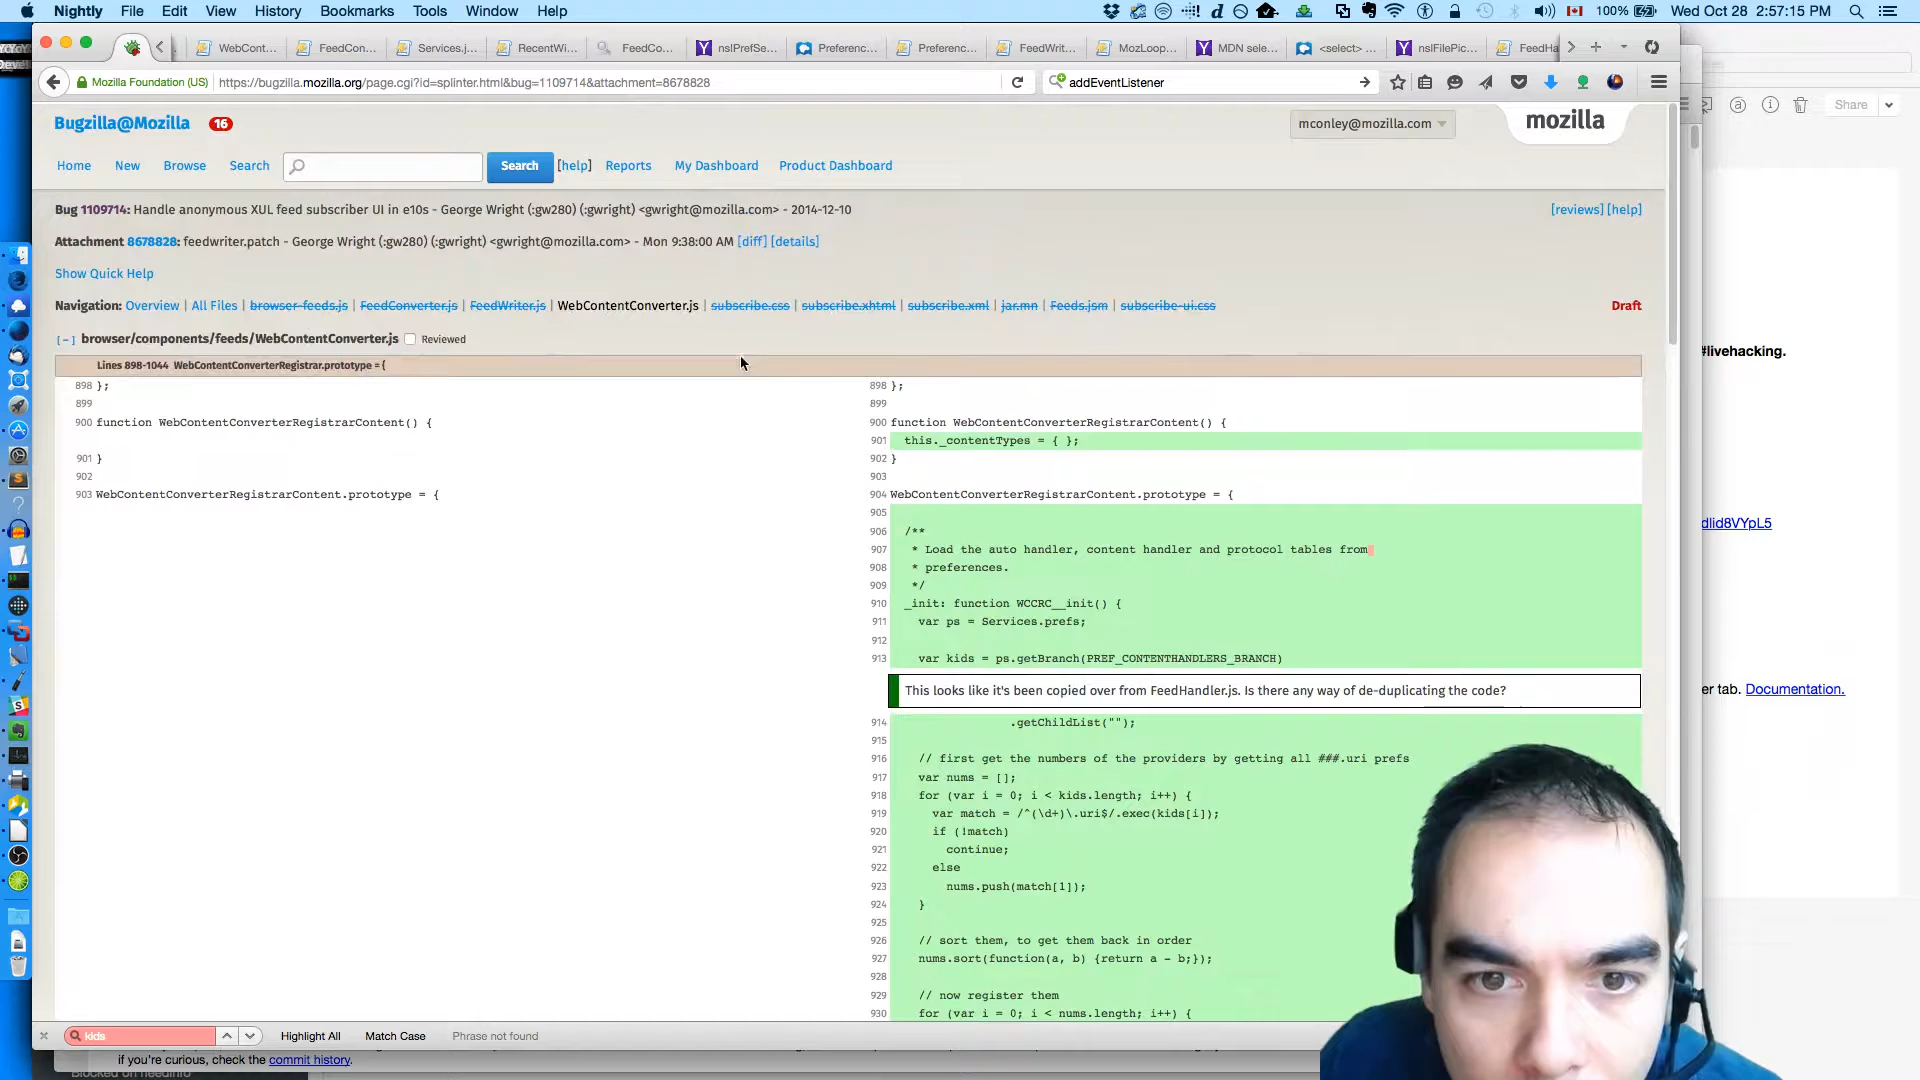 Nightly File Edit View History Bookmarks Tools Window Help 100% Wed Oct 28 2:57:15 PM
WebCont... FeedCon... Services.j... RecentWi... FeedCo... nsIPrefSe... Preferenc... Preferenc... FeedWrit... MozLoop... MDN sele... <select> ... nsIFilePic... FeedHa
Mozilla Foundation (US) https://bugzilla.mozilla.org/page.cgi?id=splinter.html&bug=1109714&attachment=8678828 addEventListener
Share
Bugzilla@Mozilla 16 mconley@mozilla.com mozilla
Home New Browse Search Search [help] Reports My Dashboard Product Dashboard
Bug 1109714: Handle anonymous XUL feed subscriber UI in e10s - George Wright (:gw280) (:gwright) <gwright@mozilla.com> - 2014-12-10 [reviews] [help]
Attachment 8678828: feedwriter.patch - George Wright (:gw280) (:gwright) <gwright@mozilla.com> - Mon 9:38:00 AM [diff] [details]
Show Quick Help
Navigation: Overview | All Files | browser-feeds.js | FeedConverter.js | FeedWriter.js | WebContentConverter.js | subscribe.css | subscribe.xhtml | subscribe.xml | jar.mn | Feeds.jsm | subscribe-ui.css Draft
[-] browser/components/feeds/WebContentConverter.js Reviewed
Lines 898-1044 WebContentConverterRegistrar.prototype = {
898 }; 898 };
899 899
900 function WebContentConverterRegistrarContent() { 900 function WebContentConverterRegistrarContent() {
901 this._contentTypes = { };
901 } 902 }
902 903
903 WebContentConverterRegistrarContent.prototype = { 904 WebContentConverterRegistrarContent.prototype = {
905
906 /**
907 * Load the auto handler, content handler and protocol tables from
908 * preferences.
909 */
910 _init: function WCCRC__init() {
911 var ps = Services.prefs;
912
913 var kids = ps.getBranch(PREF_CONTENTHANDLERS_BRANCH)
This looks like it's been copied over from FeedHandler.js. Is there any way of de-duplicating the code?
914 .getChildList("");
915
916 // first get the numbers of the providers by getting all ###.uri prefs
917 var nums = [];
918 for (var i = 0; i < kids.length; i++) {
919 var match = /^(\d+)\.uri$/.exec(kids[i]);
920 if (!match)
921 continue;
922 else
923 nums.push(match[1]);
924 }
925
926 // sort them, to get them back in order
927 nums.sort(function(a, b) {return a - b;});
928
929 // now register them
930 for (var i = 0; i < nums.length; i++) {
kids Highlight All Match Case Phrase not found
if you're curious, check the commit history.
#livehacking.
dlid8VYpL5
er tab. Documentation.